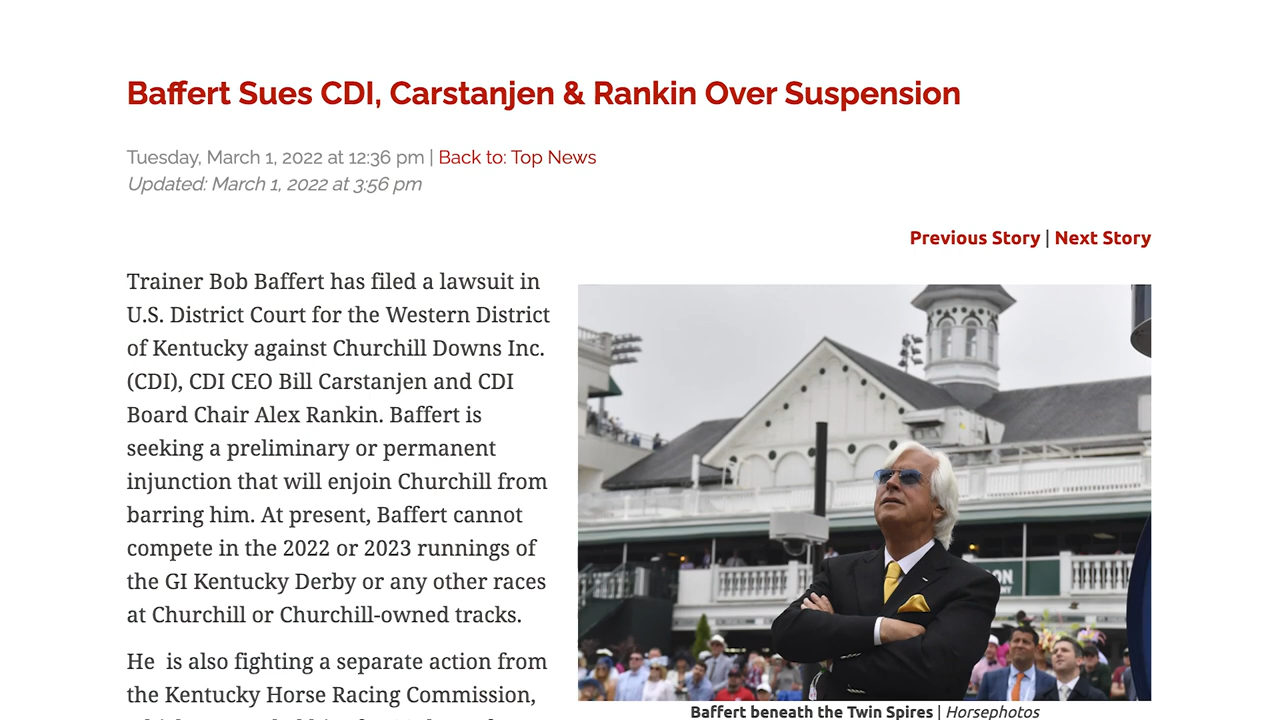 Baffert Sues CDI, Carstanjen & Rankin Over Suspension
Tuesday, March 1, 2022 at 12:36 pm | Back to: Top News
Updated: March 1, 2022 at 3:56 pm
Previous Story | Next Story
Trainer Bob Baffert has filed a lawsuit in
U.S. District Court for the Western District
of Kentucky against Churchill Downs Inc.
(CDI), CDI CEO Bill Carstanjen and CDI
Board Chair Alex Rankin. Baffert is
seeking a preliminary or permanent
injunction that will enjoin Churchill from
barring him. At present, Baffert cannot
compete in the 2022 or 2023 runnings of
the GI Kentucky Derby or any other races
at Churchill or Churchill-owned tracks.
He is also fighting a separate action from
the Kentucky Horse Racing Commission,
Baffert beneath the Twin Spires | Horsephotos